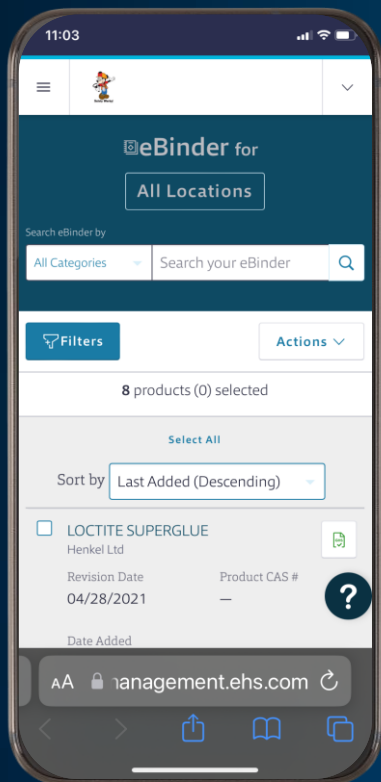 11:03
eBinder for
All Locations
Search eBinder by
All Categories
Search your eBinder
Filters
Actions
8 products (0) selected
Select All
Sort by
Last Added (Descending)
LOCTITE SUPERGLUE
Henkel Ltd
Revision Date
Product CAS #
04/28/2021
—
?
Date Added
AA
anagement.ehs.com